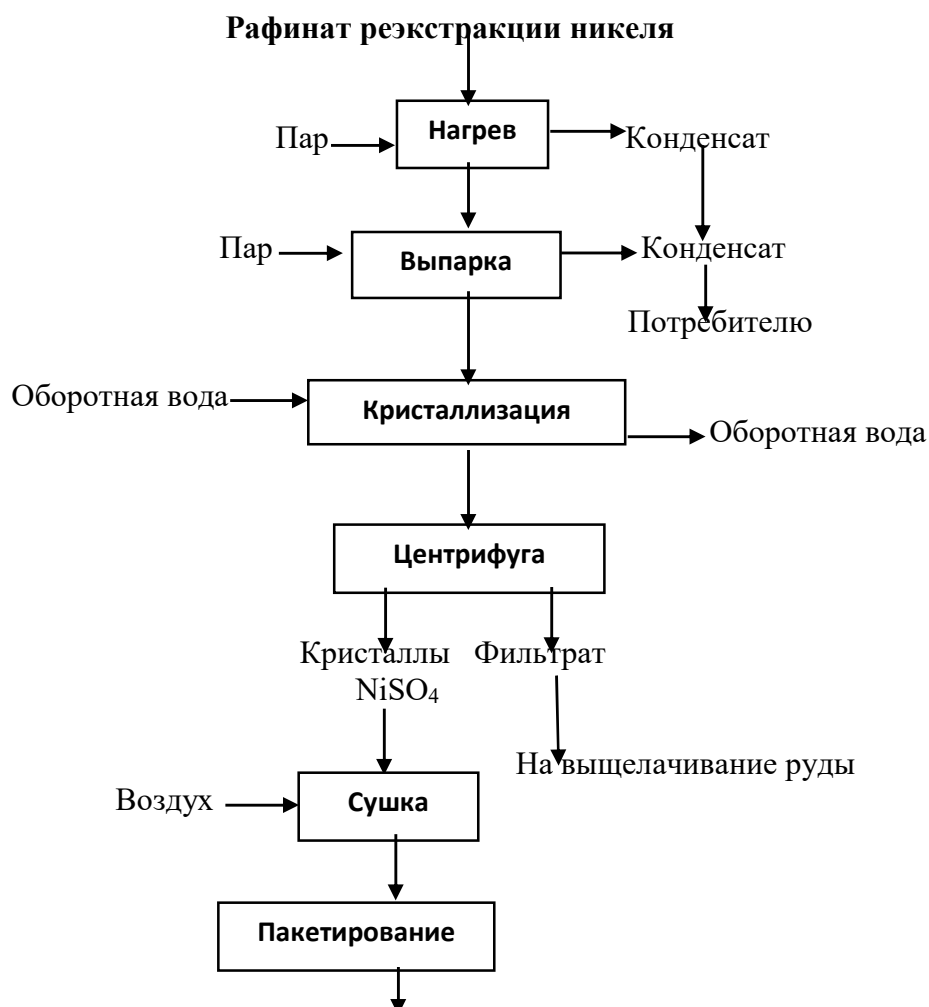 Рафинат реэкстракции никеля
Нагрев
Пар
Конденсат
Пар
Выпарка
Конденсат
Потребителю
Оборотная вода
Кристаллизация
Оборотная вода
Центрифуга
Кристаллы
NiSO₄
Фильтрат
На выщелачивание руды
Воздух
Сушка
Пакетирование